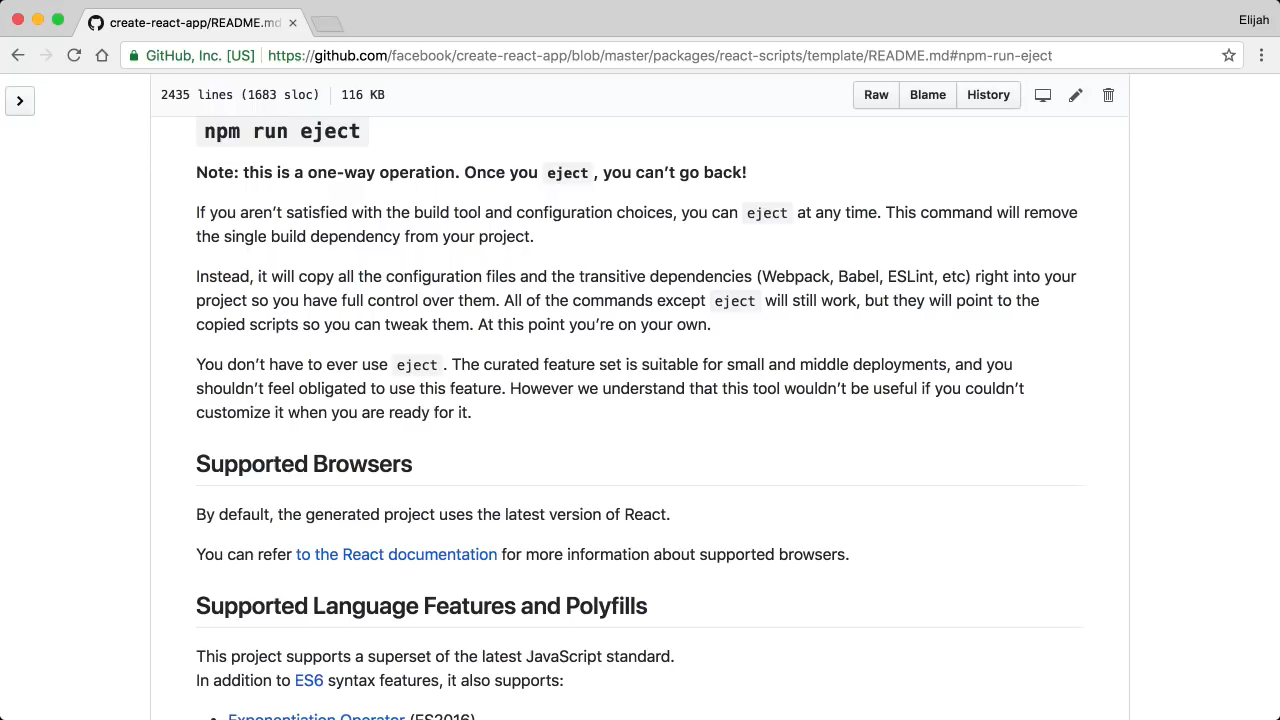 create-react-app/README.md
Elijah
GitHub, Inc. [US] https://github.com/facebook/create-react-app/blob/master/packages/react-scripts/template/README.md#npm-run-eject
2435 lines (1683 sloc) 116 KB Raw Blame History
npm run eject
Note: this is a one-way operation. Once you eject, you can’t go back!
If you aren’t satisfied with the build tool and configuration choices, you can eject at any time. This command will remove
the single build dependency from your project.
Instead, it will copy all the configuration files and the transitive dependencies (Webpack, Babel, ESLint, etc) right into your
project so you have full control over them. All of the commands except eject will still work, but they will point to the
copied scripts so you can tweak them. At this point you’re on your own.
You don’t have to ever use eject. The curated feature set is suitable for small and middle deployments, and you
shouldn’t feel obligated to use this feature. However we understand that this tool wouldn’t be useful if you couldn’t
customize it when you are ready for it.
Supported Browsers
By default, the generated project uses the latest version of React.
You can refer to the React documentation for more information about supported browsers.
Supported Language Features and Polyfills
This project supports a superset of the latest JavaScript standard.
In addition to ES6 syntax features, it also supports:
• Exponentiation Operator (ES2016)